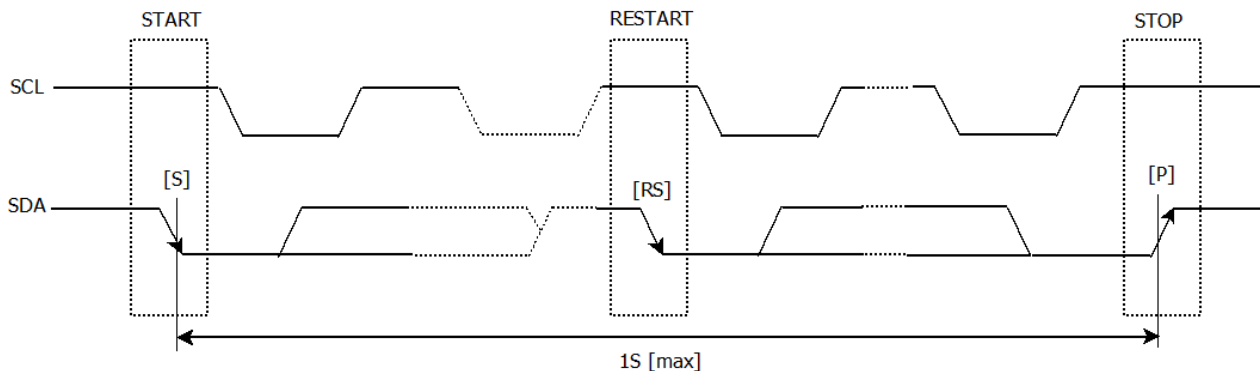 START RESTART STOP
SCL
[S] [RS] [P]
SDA
1S [max]